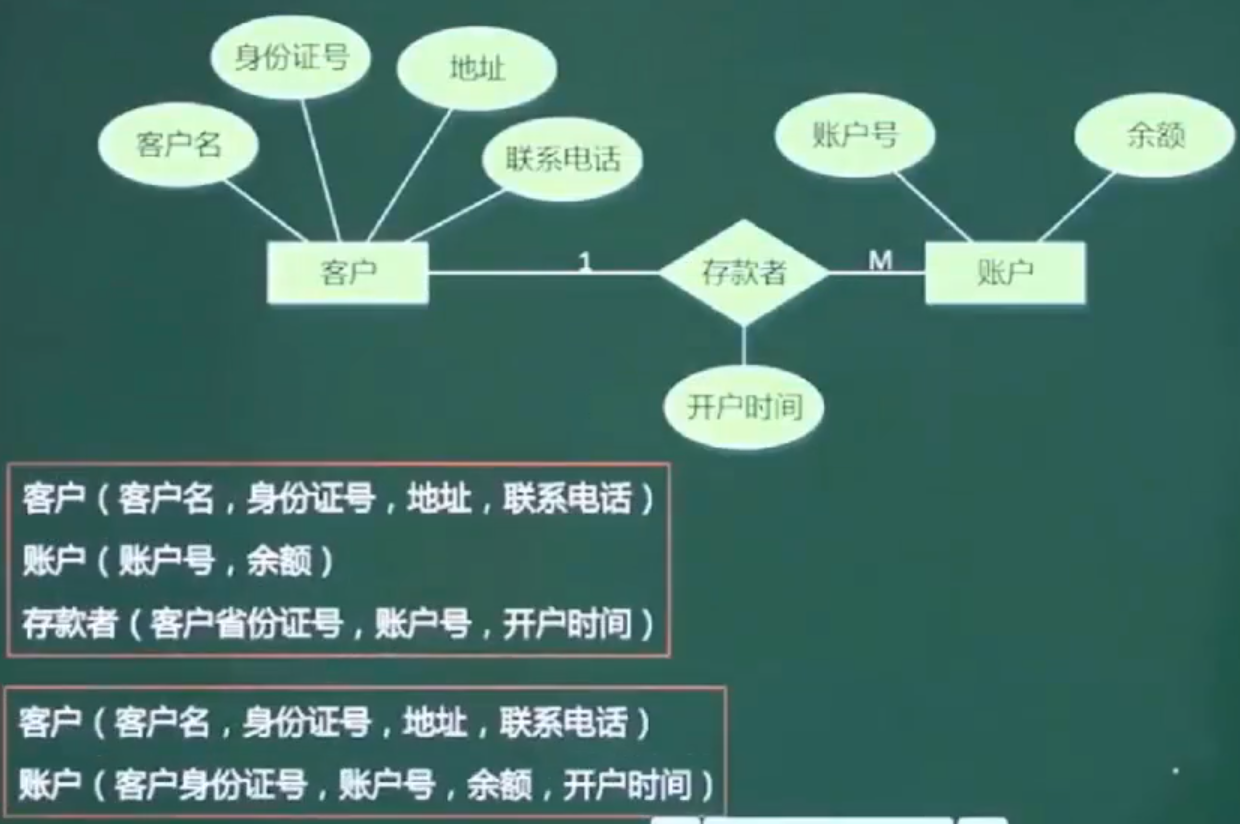 身份证号
地址
客户名
联系电话
账户号
余额
客户
1
存款者
M
账户
开户时间
客户（客户名，身份证号，地址，联系电话）
账户（账户号，余额）
存款者（客户省份证号，账户号，开户时间）
客户（客户名，身份证号，地址，联系电话）
账户（客户身份证号，账户号，余额，开户时间）